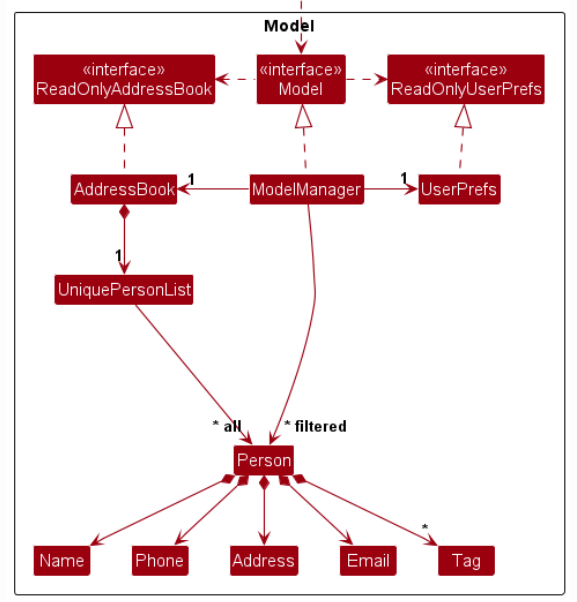 Model
«interface»
ReadOnlyAddressBook
«interface»
Model
«interface»
ReadOnlyUserPrefs
AddressBook
1
ModelManager
1
UserPrefs
1
UniquePersonList
* all
* filtered
Person
*
Name
Phone
Address
Email
Tag